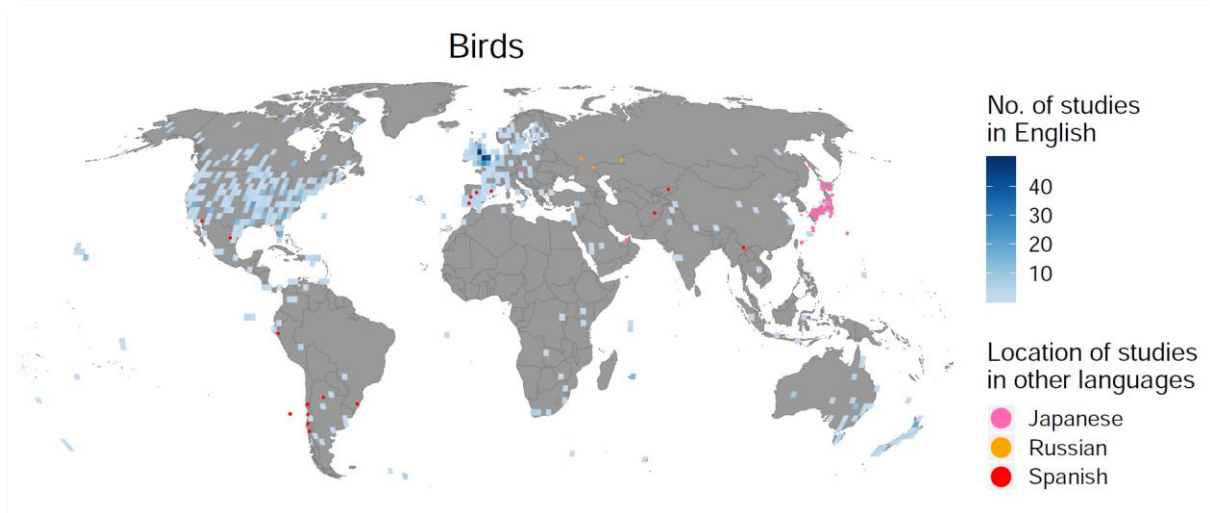 Birds
No. of studies
in English
40
30
20
10
Location of studies
in other languages
Japanese
Russian
Spanish